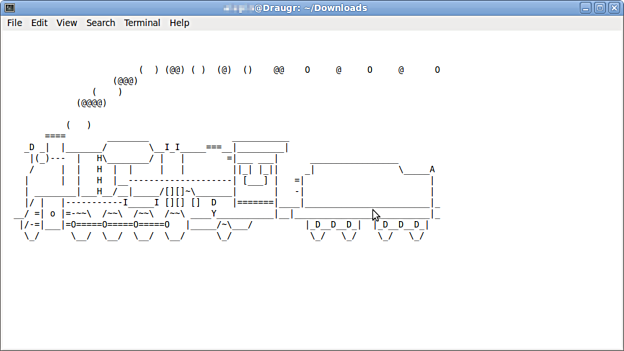 @Draugr: ~/Downloads
File Edit View Search Terminal Help
                      (  ) (@@) ( )  (@)  ()    @@    O     @     O     @      O
                 (@@@)
             (    )
          (@@@@)

        (   )
    ====        ________                ___________
_D _|  |_______/        \__I_I_____===__|_________|
 |(_)---  |   H\________/ |   |        =|___ ___|      _________________
 /     |  |   H  |  |     |   |         ||_| |_||     _|                \_____A
|      |  |   H  |__--------------------| [___] |   =|                        |
| ________|___H__/__|_____/[][]~\_______|       |   -|                        |
|/ |   |-----------I_____I [][] []  D   |=======|____|________________________|_
__/ =| o |=-~~\  /~~\  /~~\  /~~\ ____Y___________|__|__________________________|_
|/-=|___|=O=====O=====O=====O   |_____/~\___/          |_D__D__D_|  |_D__D__D_|
 \_/      \__/  \__/  \__/  \__/      \_/               \_/   \_/    \_/   \_/